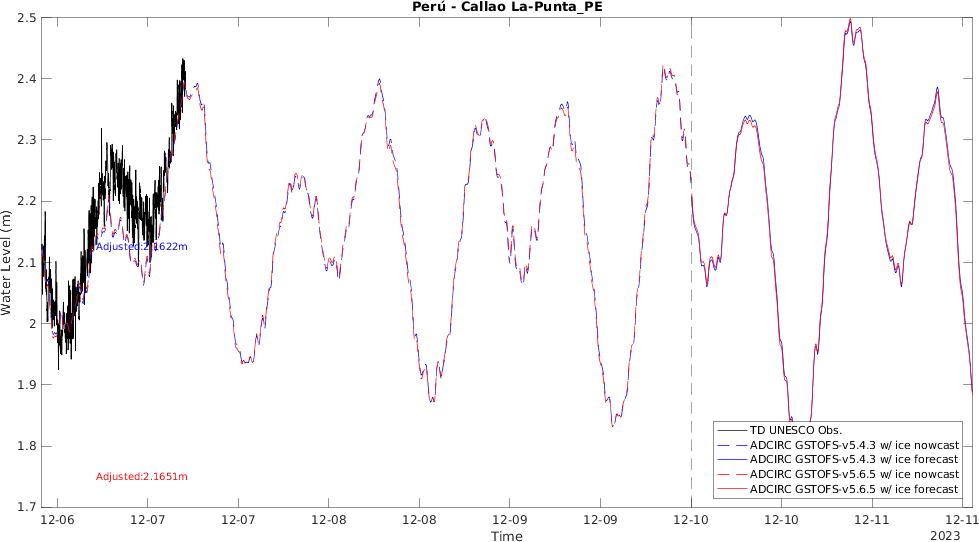 Perú - Callao La-Punta_PE
Water Level (m)
2.5
2.4
2.3
2.2
2.1
2
1.9
1.8
1.7
Adjusted:2.1622m
Adjusted:2.1651m
TD UNESCO Obs.
ADCIRC GSTOFS-v5.4.3 w/ ice nowcast
ADCIRC GSTOFS-v5.4.3 w/ ice forecast
ADCIRC GSTOFS-v5.6.5 w/ ice nowcast
ADCIRC GSTOFS-v5.6.5 w/ ice forecast
12-06 12-07 12-07 12-08 12-08 12-09 12-09 12-10 12-10 12-11 12-11
Time
2023